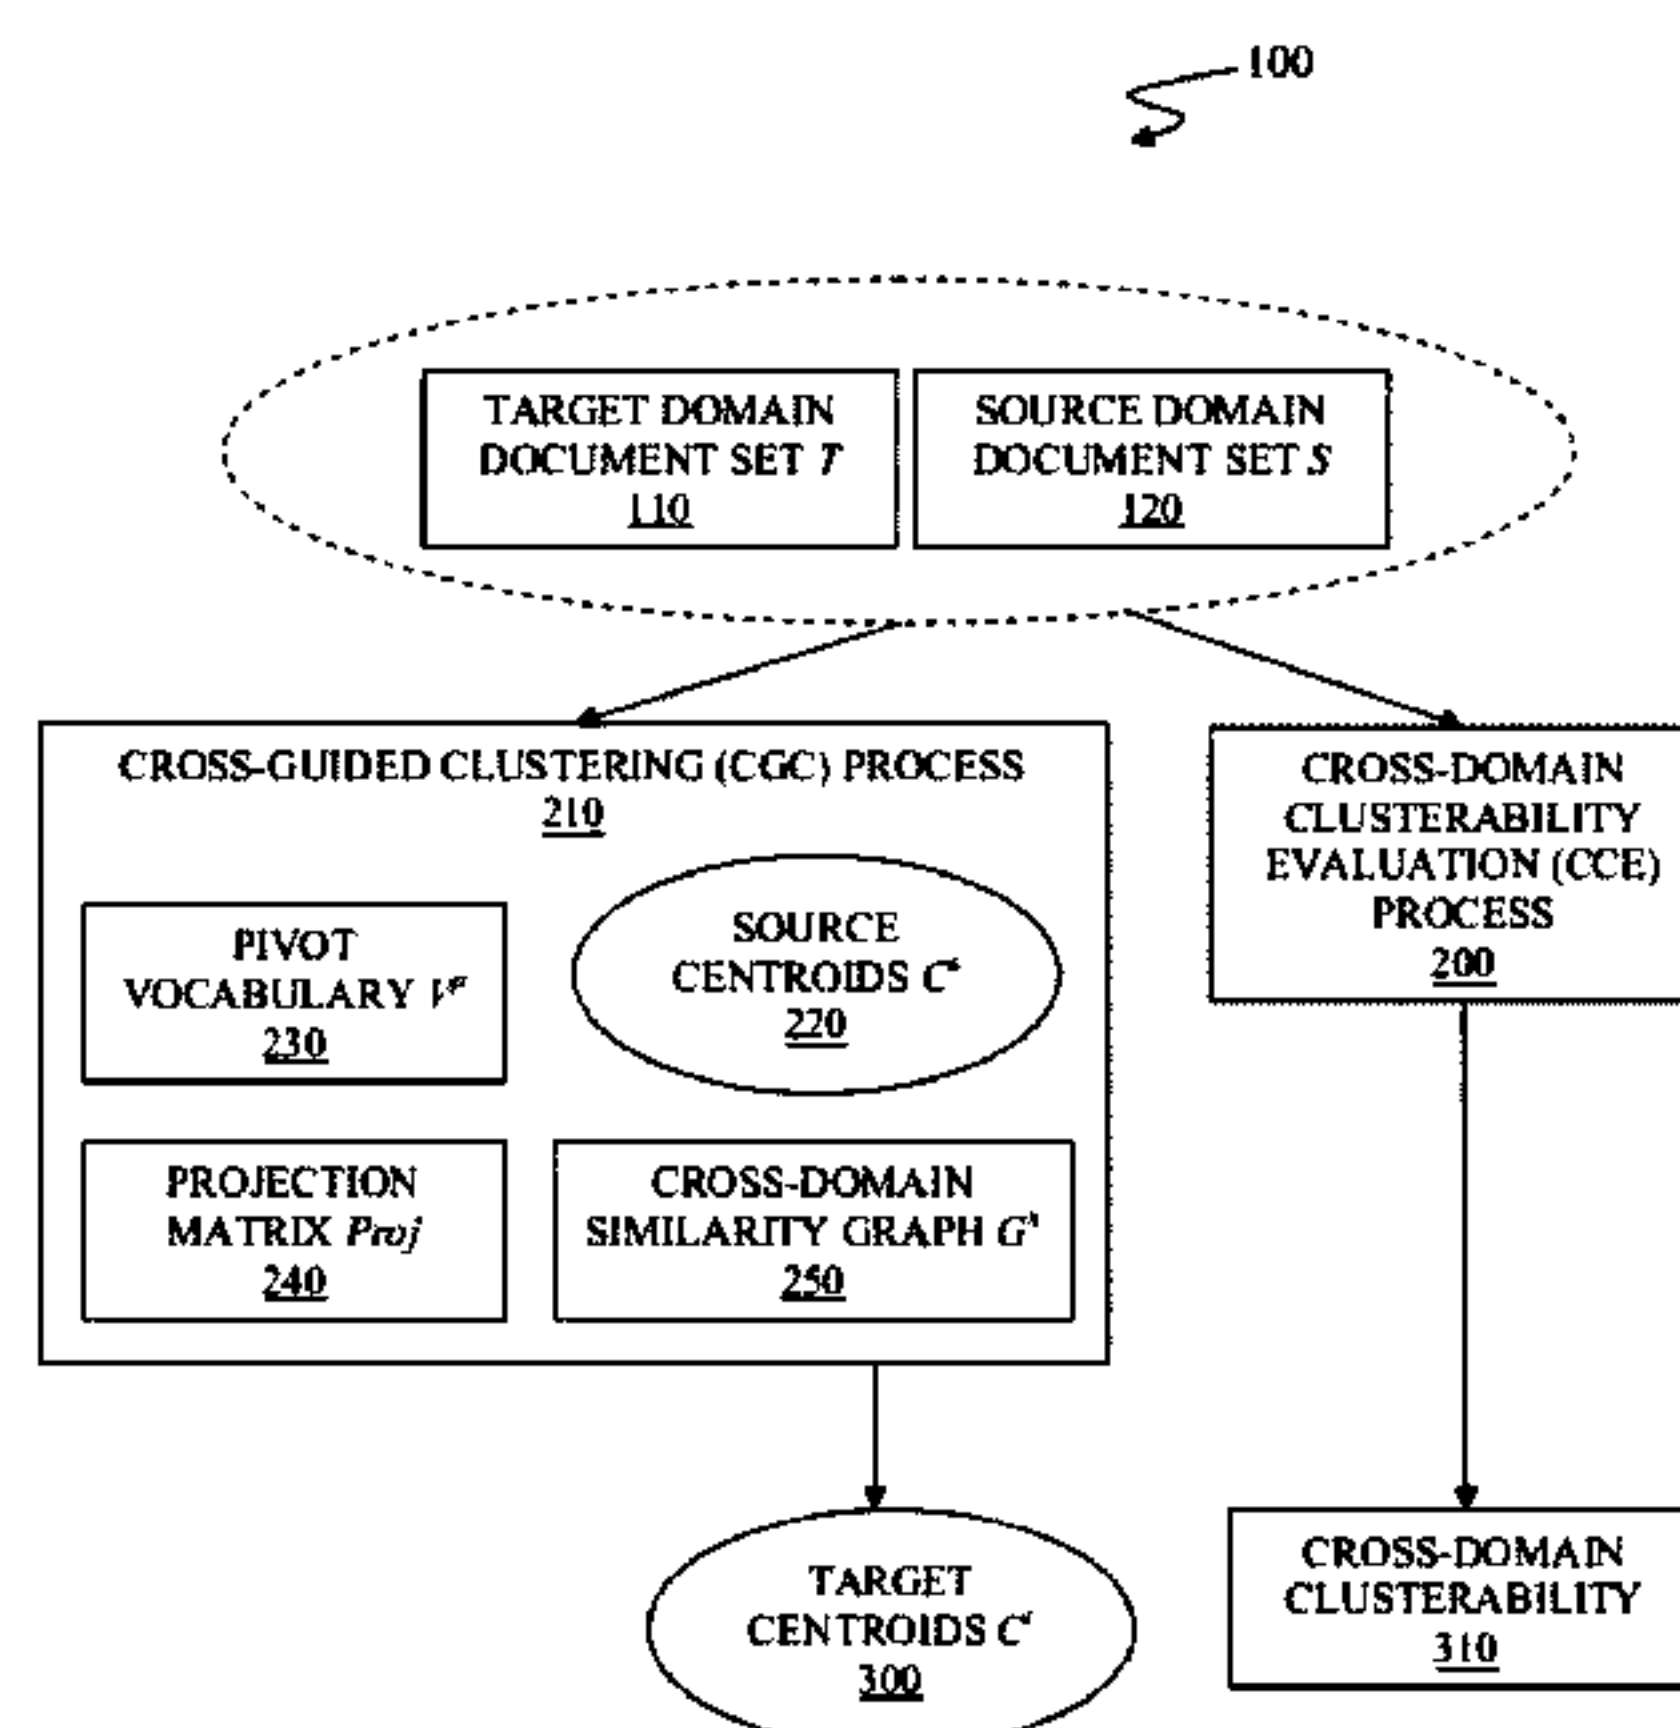 100
TARGET DOMAIN
DOCUMENT SET T
110
SOURCE DOMAIN
DOCUMENT SET S
120
CROSS-GUIDED CLUSTERING (CGC) PROCESS
210
PIVOT
VOCABULARY
230
SOURCE
CENTROIDS Cˢ
220
PROJECTION
MATRIX Proj
240
CROSS-DOMAIN
SIMILARITY GRAPH
250
CROSS-DOMAIN
CLUSTERABILITY
EVALUATION (CCE)
PROCESS
200
TARGET
CENTROIDS Cᵗ
300
CROSS-DOMAIN
CLUSTERABILITY
310